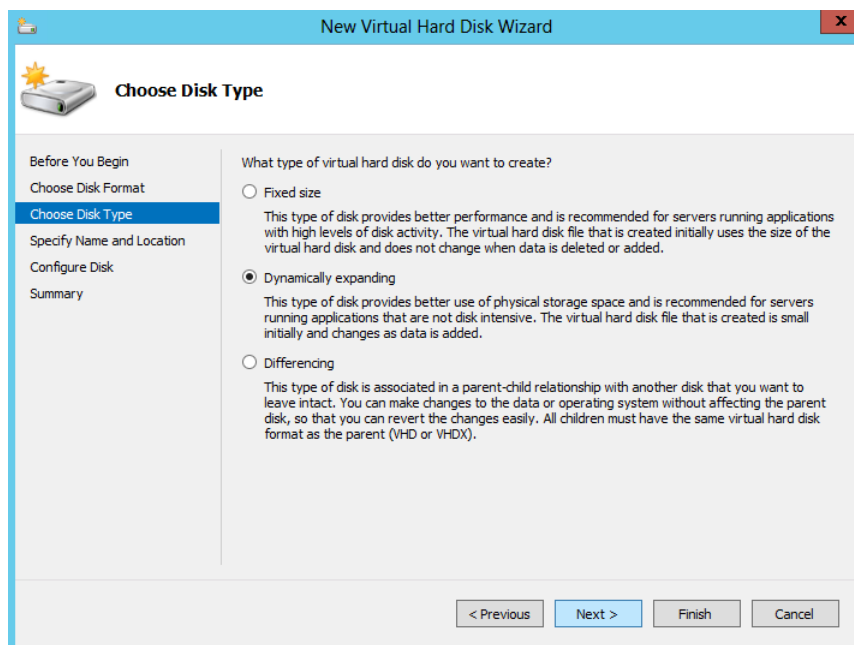 New Virtual Hard Disk Wizard
x
Choose Disk Type
Before You Begin
Choose Disk Format
Choose Disk Type
Specify Name and Location
Configure Disk
Summary
What type of virtual hard disk do you want to create?
Fixed size
This type of disk provides better performance and is recommended for servers running applications
with high levels of disk activity. The virtual hard disk file that is created initially uses the size of the
virtual hard disk and does not change when data is deleted or added.
Dynamically expanding
This type of disk provides better use of physical storage space and is recommended for servers
running applications that are not disk intensive. The virtual hard disk file that is created is small
initially and changes as data is added.
Differencing
This type of disk is associated in a parent-child relationship with another disk that you want to
leave intact. You can make changes to the data or operating system without affecting the parent
disk, so that you can revert the changes easily. All children must have the same virtual hard disk
format as the parent (VHD or VHDX).
< Previous
Next >
Finish
Cancel